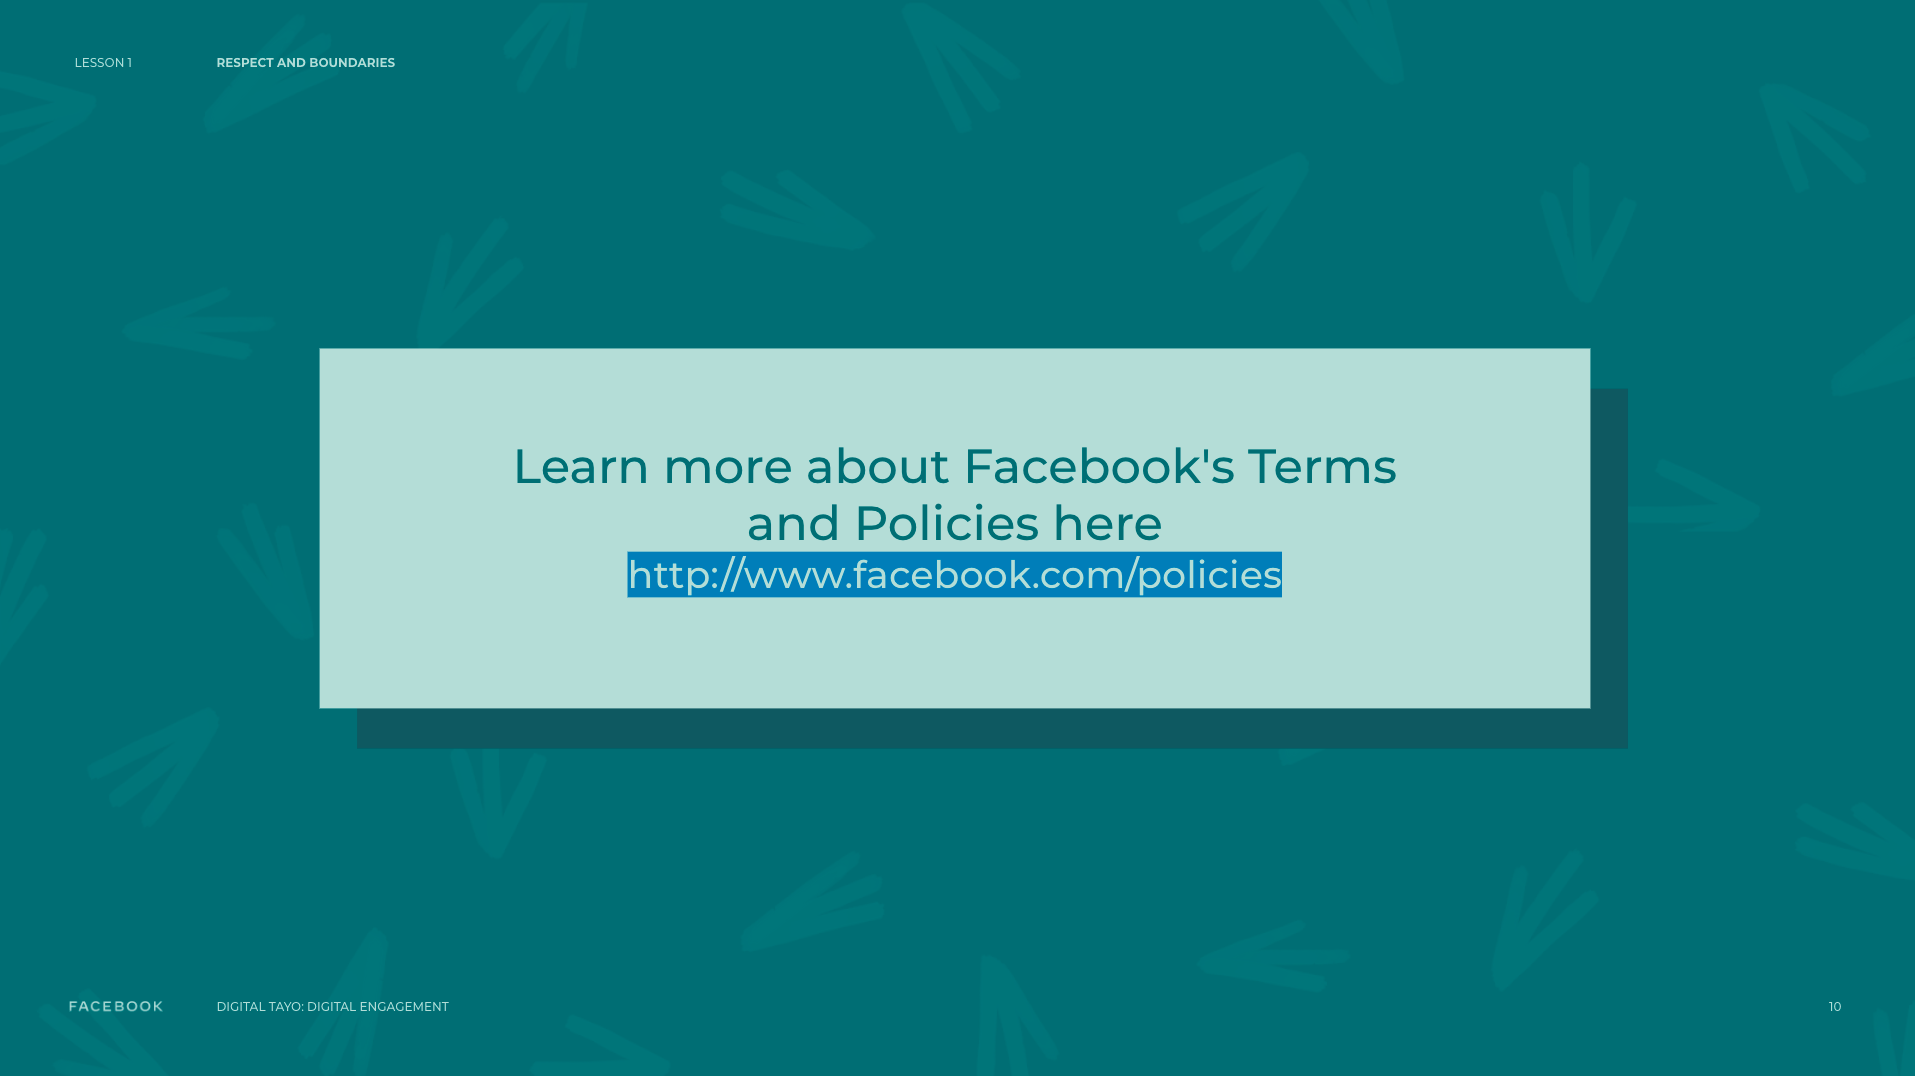 LESSON 1
RESPECT AND BOUNDARIES
Learn more about Facebook's Terms
and Policies here
http://www.facebook.com/policies
FACEBOOK
DIGITAL TAYO: DIGITAL ENGAGEMENT
10